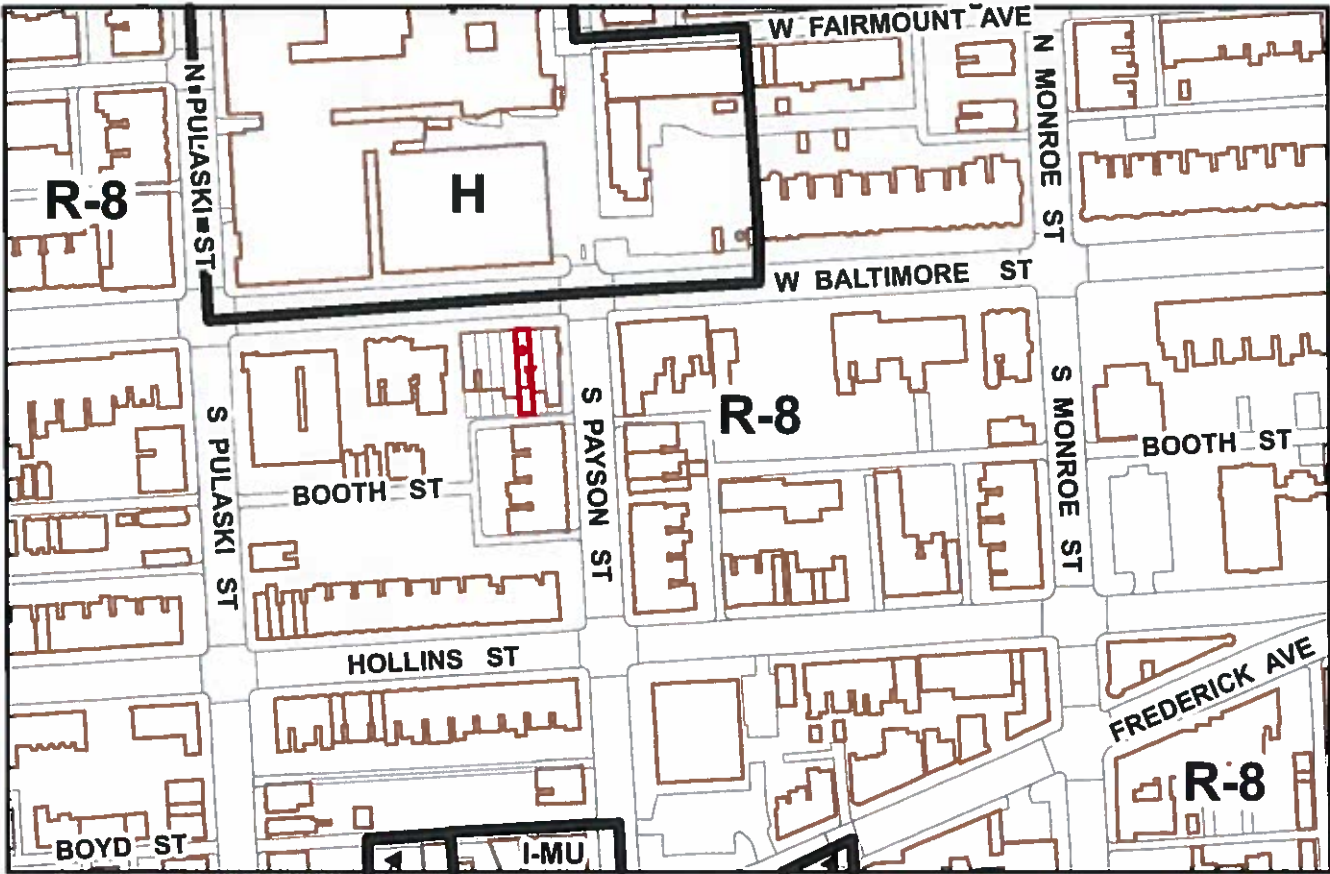 W FAIRMOUNT AVE
N PULASKI ST
N MONROE ST
R-8
H
W BALTIMORE ST
S PULASKI ST
S PAYSON ST
R-8
S MONROE ST
BOOTH ST
BOOTH ST
HOLLINS ST
FREDERICK AVE
R-8
BOYD ST
I-MU